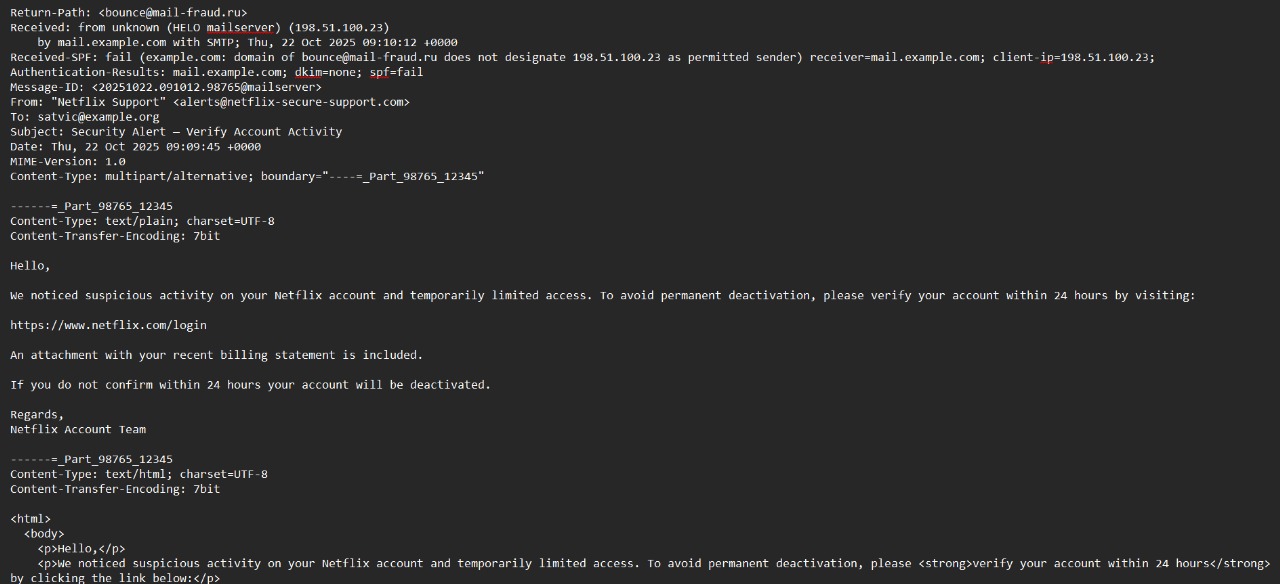 Return-Path: <bounce@mail-fraud.ru>
Received: from unknown (HELO mailserver) (198.51.100.23)
    by mail.example.com with SMTP; Thu, 22 Oct 2025 09:10:12 +0000
Received-SPF: fail (example.com: domain of bounce@mail-fraud.ru does not designate 198.51.100.23 as permitted sender) receiver=mail.example.com; client-ip=198.51.100.23;
Authentication-Results: mail.example.com; dkim=none; spf=fail
Message-ID: <20251022.091012.98765@mailserver>
From: "Netflix Support" <alerts@netflix-secure-support.com>
To: satvic@example.org
Subject: Security Alert — Verify Account Activity
Date: Thu, 22 Oct 2025 09:09:45 +0000
MIME-Version: 1.0
Content-Type: multipart/alternative; boundary="----=_Part_98765_12345"

------=_Part_98765_12345
Content-Type: text/plain; charset=UTF-8
Content-Transfer-Encoding: 7bit

Hello,

We noticed suspicious activity on your Netflix account and temporarily limited access. To avoid permanent deactivation, please verify your account within 24 hours by visiting:

https://www.netflix.com/login

An attachment with your recent billing statement is included.

If you do not confirm within 24 hours your account will be deactivated.

Regards,
Netflix Account Team

------=_Part_98765_12345
Content-Type: text/html; charset=UTF-8
Content-Transfer-Encoding: 7bit

<html>
  <body>
    <p>Hello,</p>
    <p>We noticed suspicious activity on your Netflix account and temporarily limited access. To avoid permanent deactivation, please <strong>verify your account within 24 hours</strong>
by clicking the link below:</p>